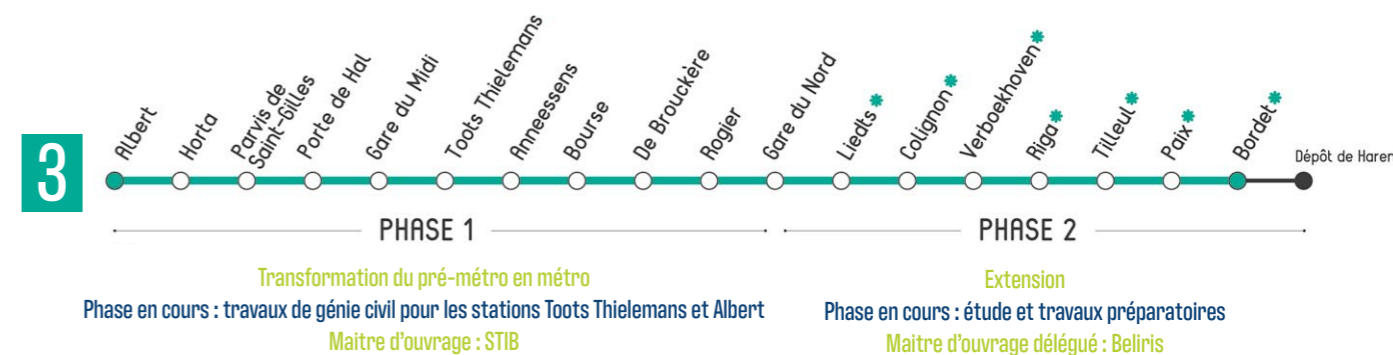 3
Albert
Horta
Parvis de
Saint-Gilles
Porte de Hal
Gare du Midi
Toots Thielemans
Anneessens
Bourse
De Brouckère
Rogier
Gare du Nord
Liedts*
Colignon*
Verboekhoven*
Riga*
Tilleul*
Paix*
Bordet*
Dépôt de Haren
PHASE 1
PHASE 2
Transformation du pré-métro en métro
Phase en cours : travaux de génie civil pour les stations Toots Thielemans et Albert
Maitre d'ouvrage : STIB
Extension
Phase en cours : étude et travaux préparatoires
Maitre d'ouvrage délégué : Beliris